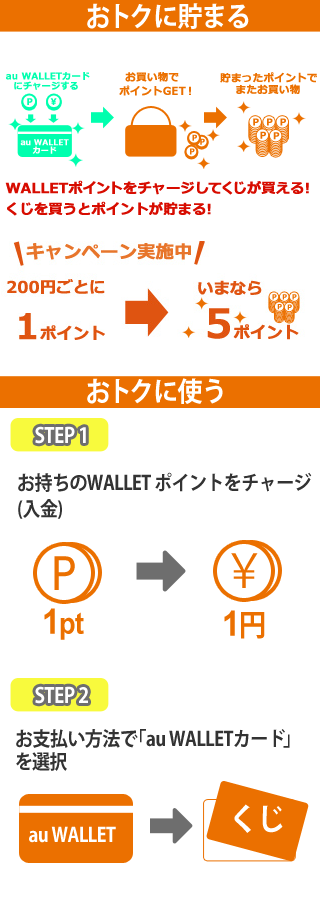 おトクに貯まる
au WALLETカード
にチャージする
お買い物で
ポイントGET！
貯まったポイントで
またお買い物
P
¥
au WALLET
カード
P
P
P
P P P
P P
WALLETポイントをチャージしてくじが買える!
くじを買うとポイントが貯まる!
キャンペーン実施中
200円ごとに
1ポイント
いまなら
5ポイント
P P P
P P
おトクに使う
STEP 1
お持ちのWALLET ポイントをチャージ
(入金)
P
¥
1pt
1円
STEP 2
お支払い方法で「au WALLETカード」
を選択
au WALLET
くじ